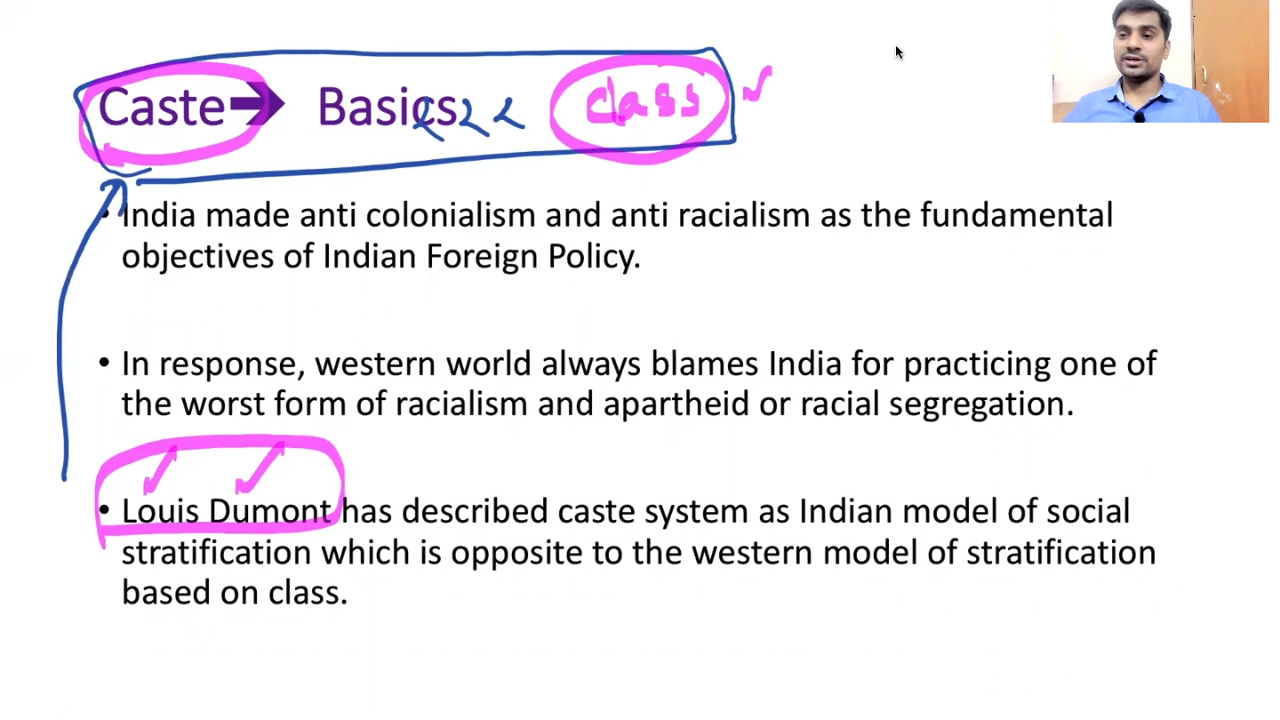 Caste➔ Basics <<< class
• India made anti colonialism and anti racialism as the fundamental
objectives of Indian Foreign Policy.
• In response, western world always blames India for practicing one of
the worst form of racialism and apartheid or racial segregation.
• Louis Dumont has described caste system as Indian model of social
stratification which is opposite to the western model of stratification
based on class.